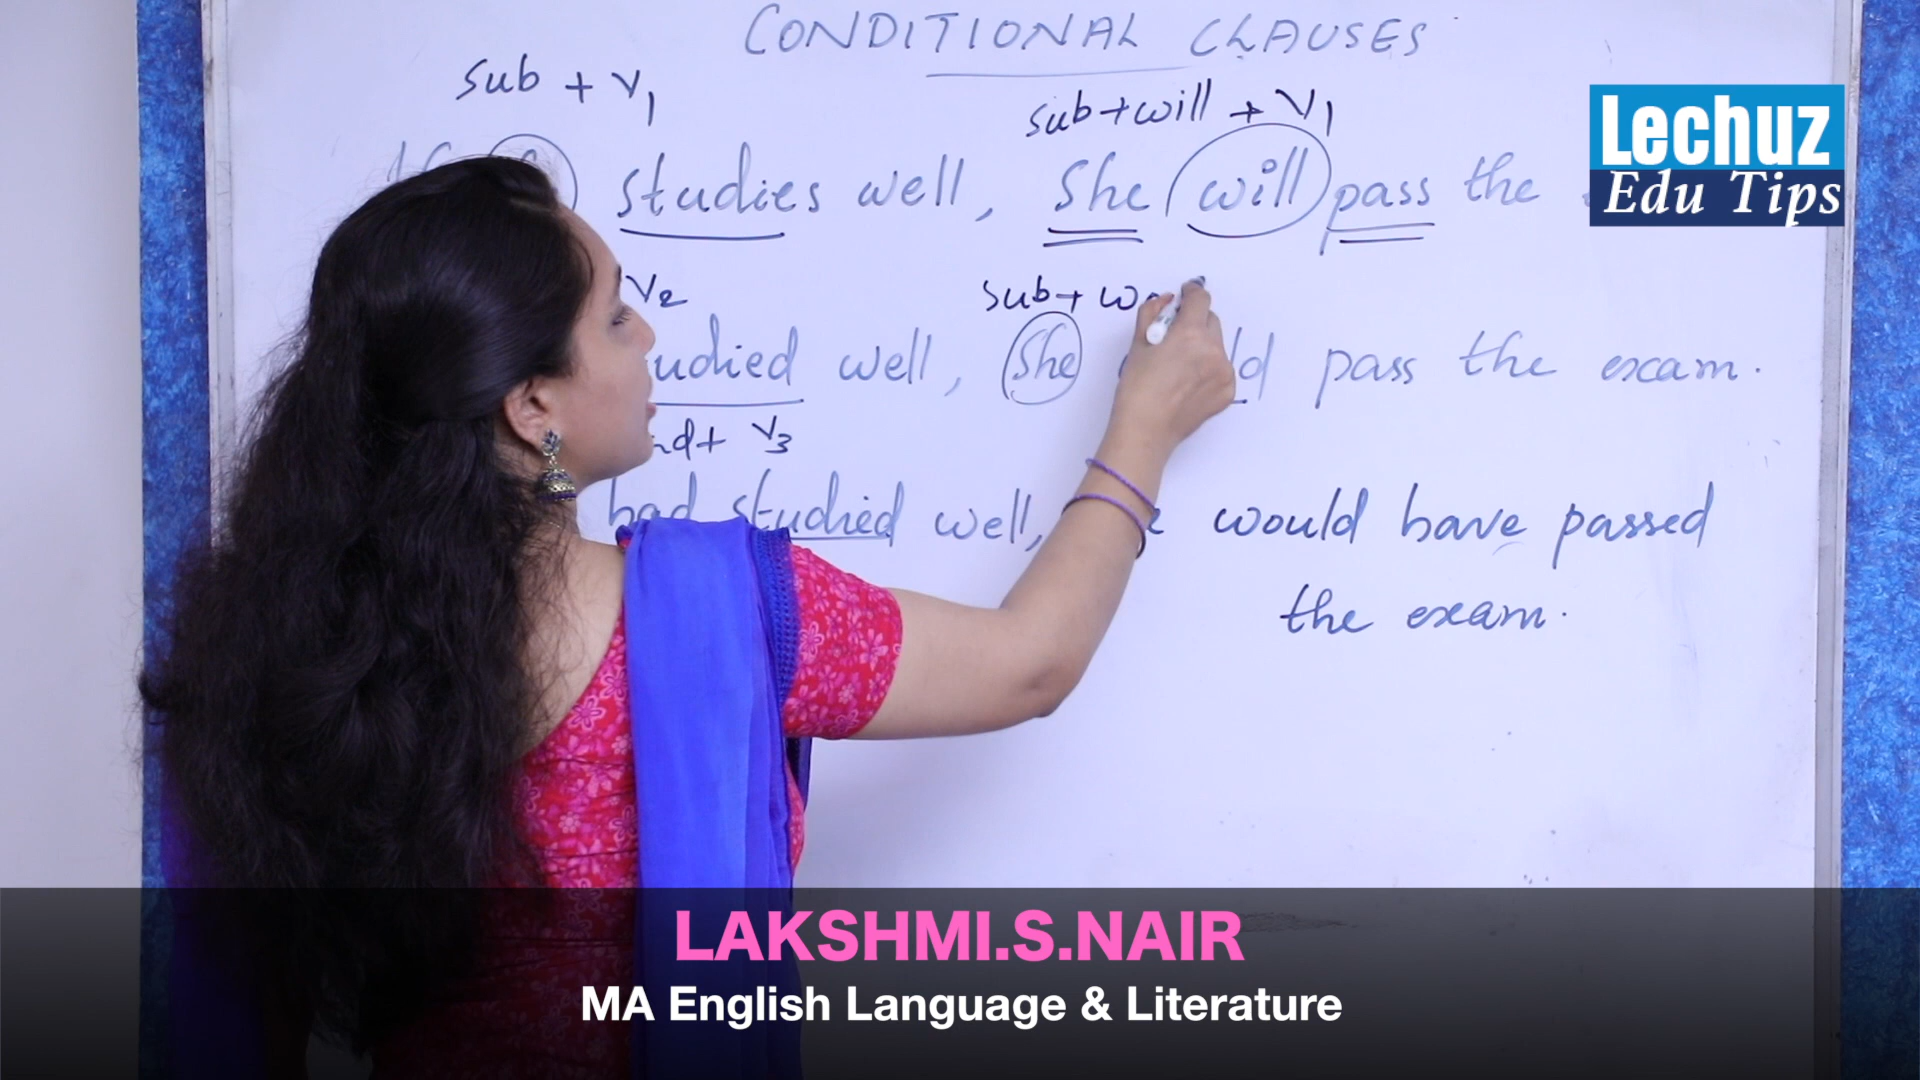 CONDITIONAL CLAUSES
sub + V1
sub+will + V1
studies well, She will pass the
V2
sub+
well, She pass the exam.
+ V3
had studied well, would have passed
the exam.
Lechuz
Edu Tips
LAKSHMI.S.NAIR
MA English Language & Literature